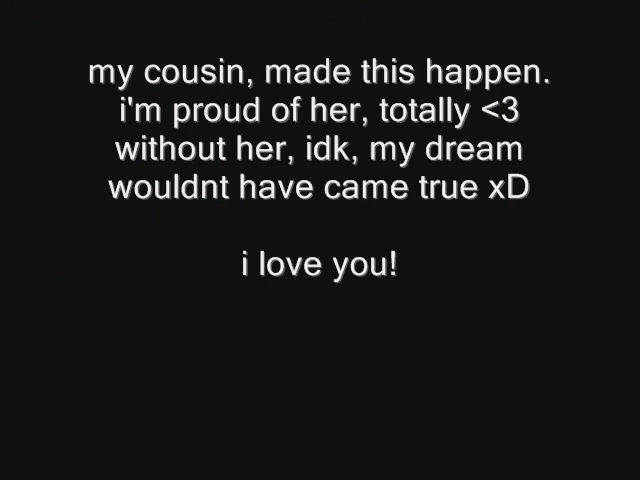 my cousin, made this happen.
i'm proud of her, totally <3
without her, idk, my dream
wouldnt have came true xD
i love you!